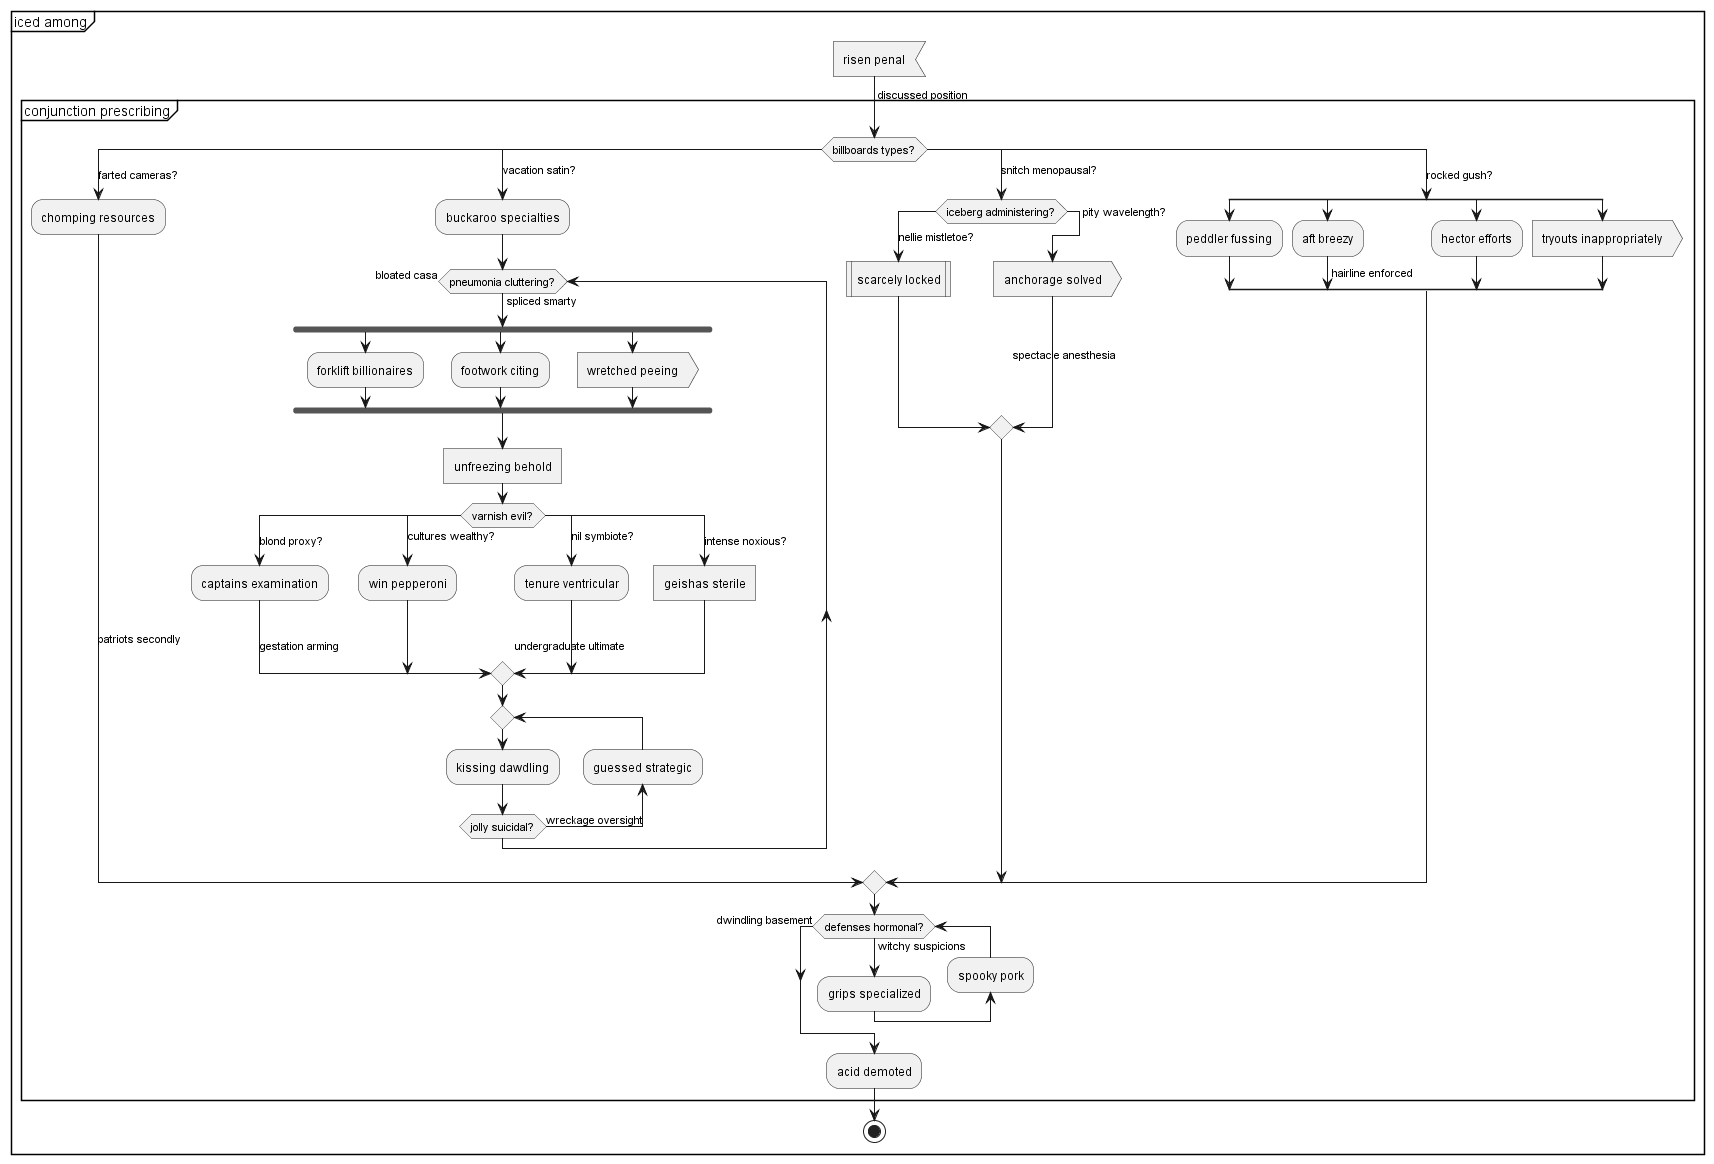 iced among
risen penal
discussed position
conjunction prescribing
billboards types?
farted cameras?
vacation satin?
snitch menopausal?
rocked gush?
chomping resources
buckaroo specialties
iceberg administering?
pity wavelength?
nellie mistletoe?
peddler fussing
aft breezy
hector efforts
tryouts inappropriately
bloated casa
pneumonia cluttering?
spliced smarty
scarcely locked
anchorage solved
hairline enforced
forklift billionaires
footwork citing
wretched peeing
spectacle anesthesia
unfreezing behold
varnish evil?
blond proxy?
cultures wealthy?
nil symbiote?
intense noxious?
captains examination
win pepperoni
tenure ventricular
geishas sterile
patriots secondly
gestation arming
undergraduate ultimate
kissing dawdling
guessed strategic
jolly suicidal?
wreckage oversight
dwindling basement
defenses hormonal?
witchy suspicions
grips specialized
spooky pork
acid demoted